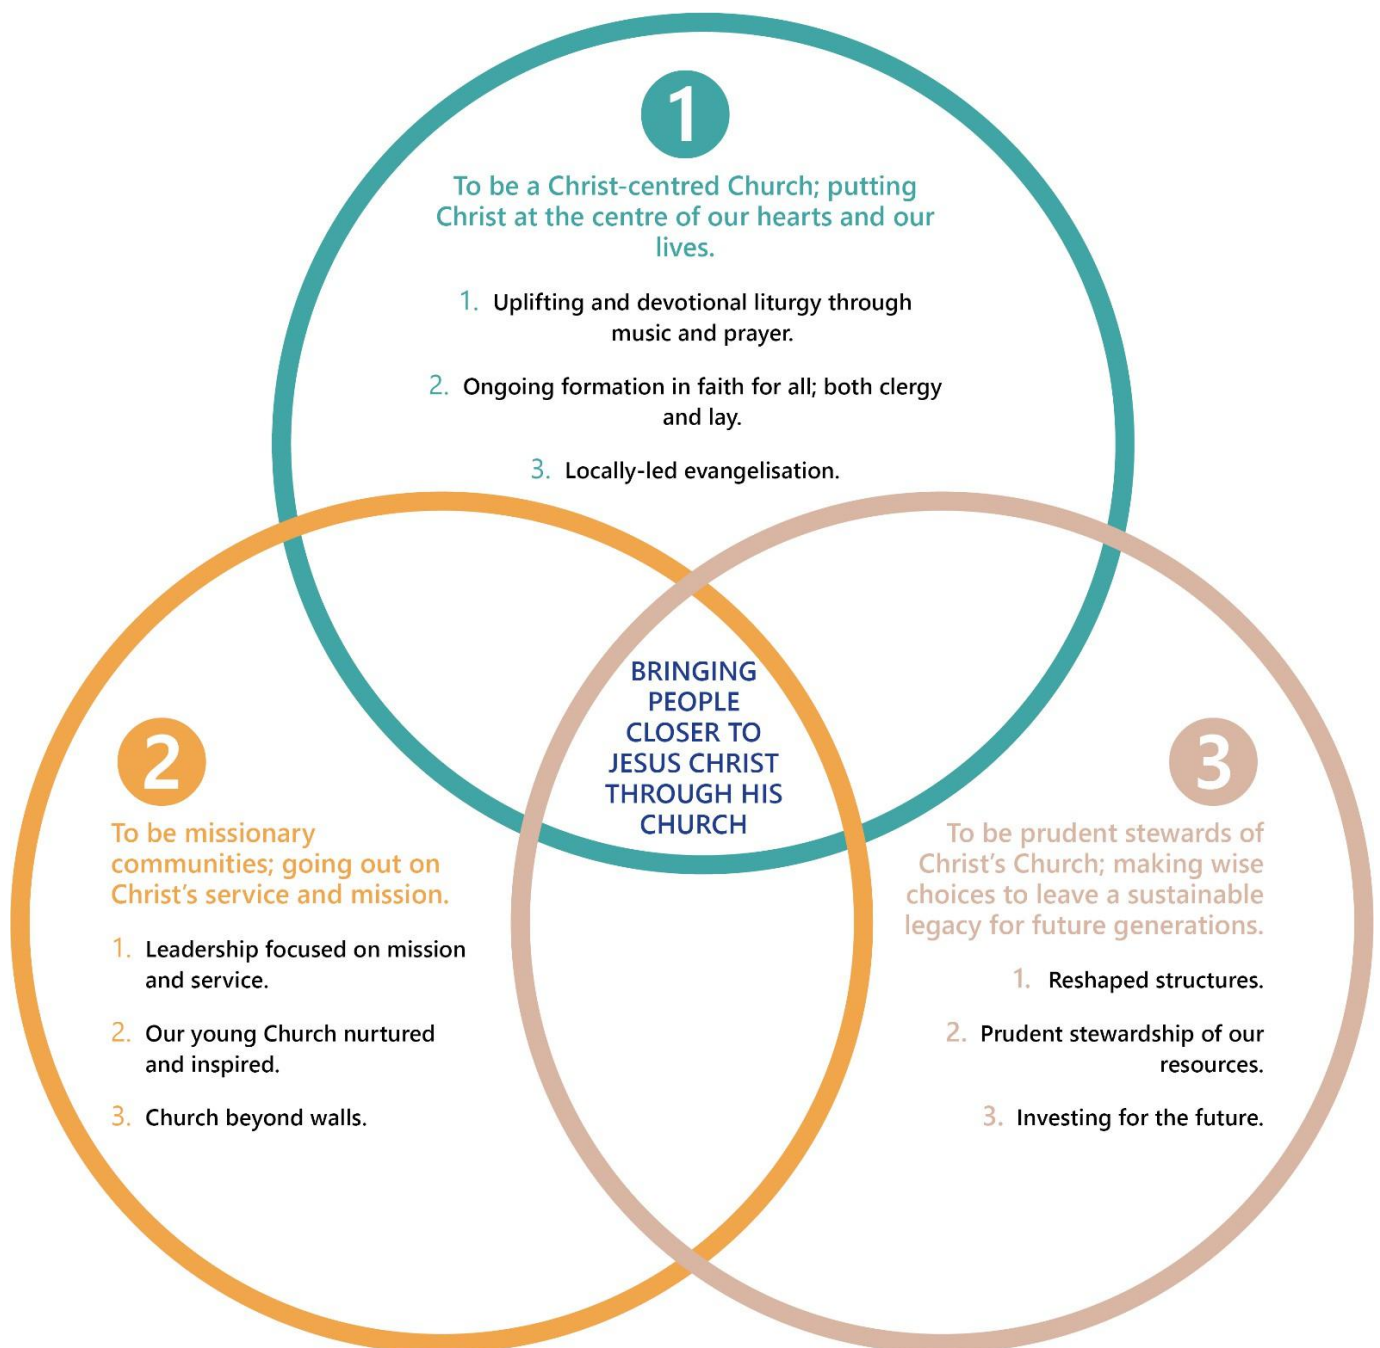 1
To be a Christ-centred Church; putting
Christ at the centre of our hearts and our
lives.
1. Uplifting and devotional liturgy through
music and prayer.
2. Ongoing formation in faith for all; both clergy
and lay.
3. Locally-led evangelisation.
BRINGING
PEOPLE
CLOSER TO
JESUS CHRIST
THROUGH HIS
CHURCH
2
To be missionary
communities; going out on
Christ’s service and mission.
1. Leadership focused on mission
and service.
2. Our young Church nurtured
and inspired.
3. Church beyond walls.
3
To be prudent stewards of
Christ’s Church; making wise
choices to leave a sustainable
legacy for future generations.
1. Reshaped structures.
2. Prudent stewardship of our
resources.
3. Investing for the future.